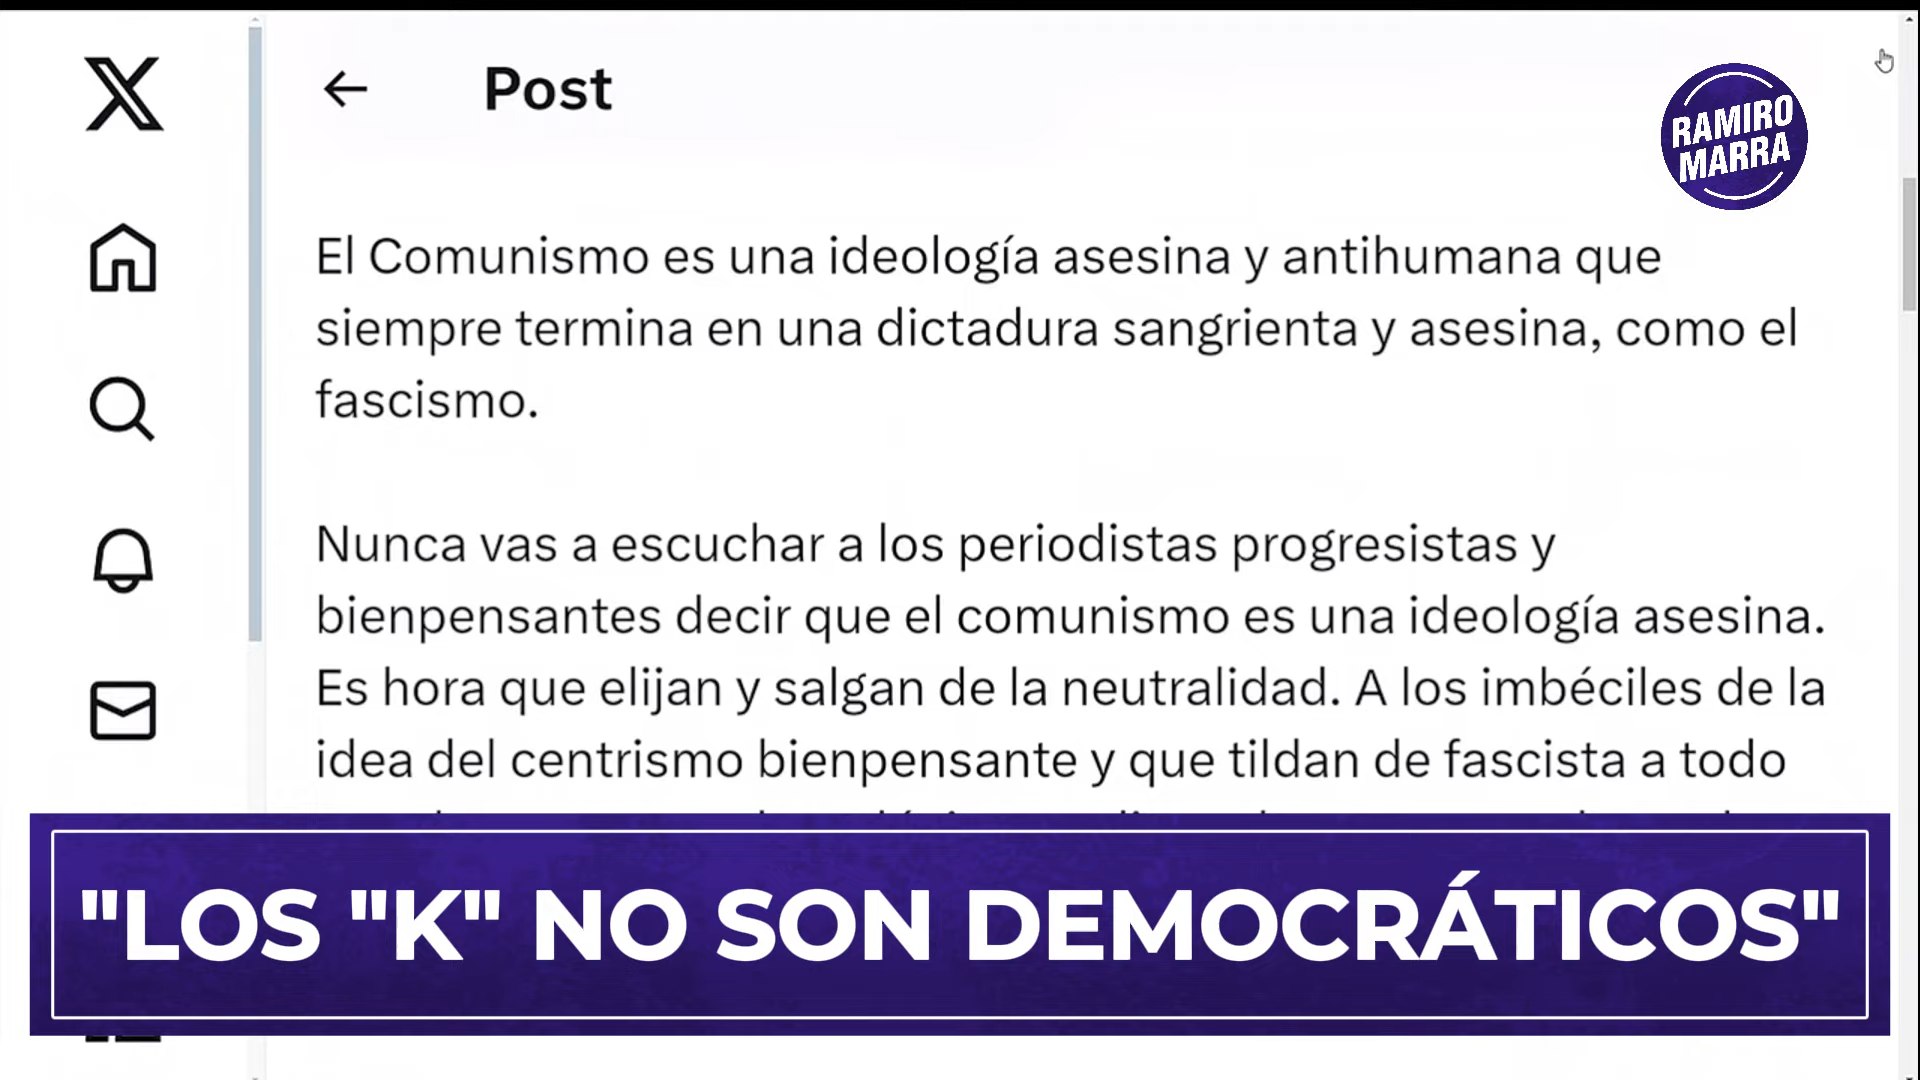 Post
RAMIRO
MARRA
El Comunismo es una ideología asesina y antihumana que
siempre termina en una dictadura sangrienta y asesina, como el
fascismo.
Nunca vas a escuchar a los periodistas progresistas y
bienpensantes decir que el comunismo es una ideología asesina.
Es hora que elijan y salgan de la neutralidad. A los imbéciles de la
idea del centrismo bienpensante y que tildan de fascista a todo
"LOS "K" NO SON DEMOCRÁTICOS"